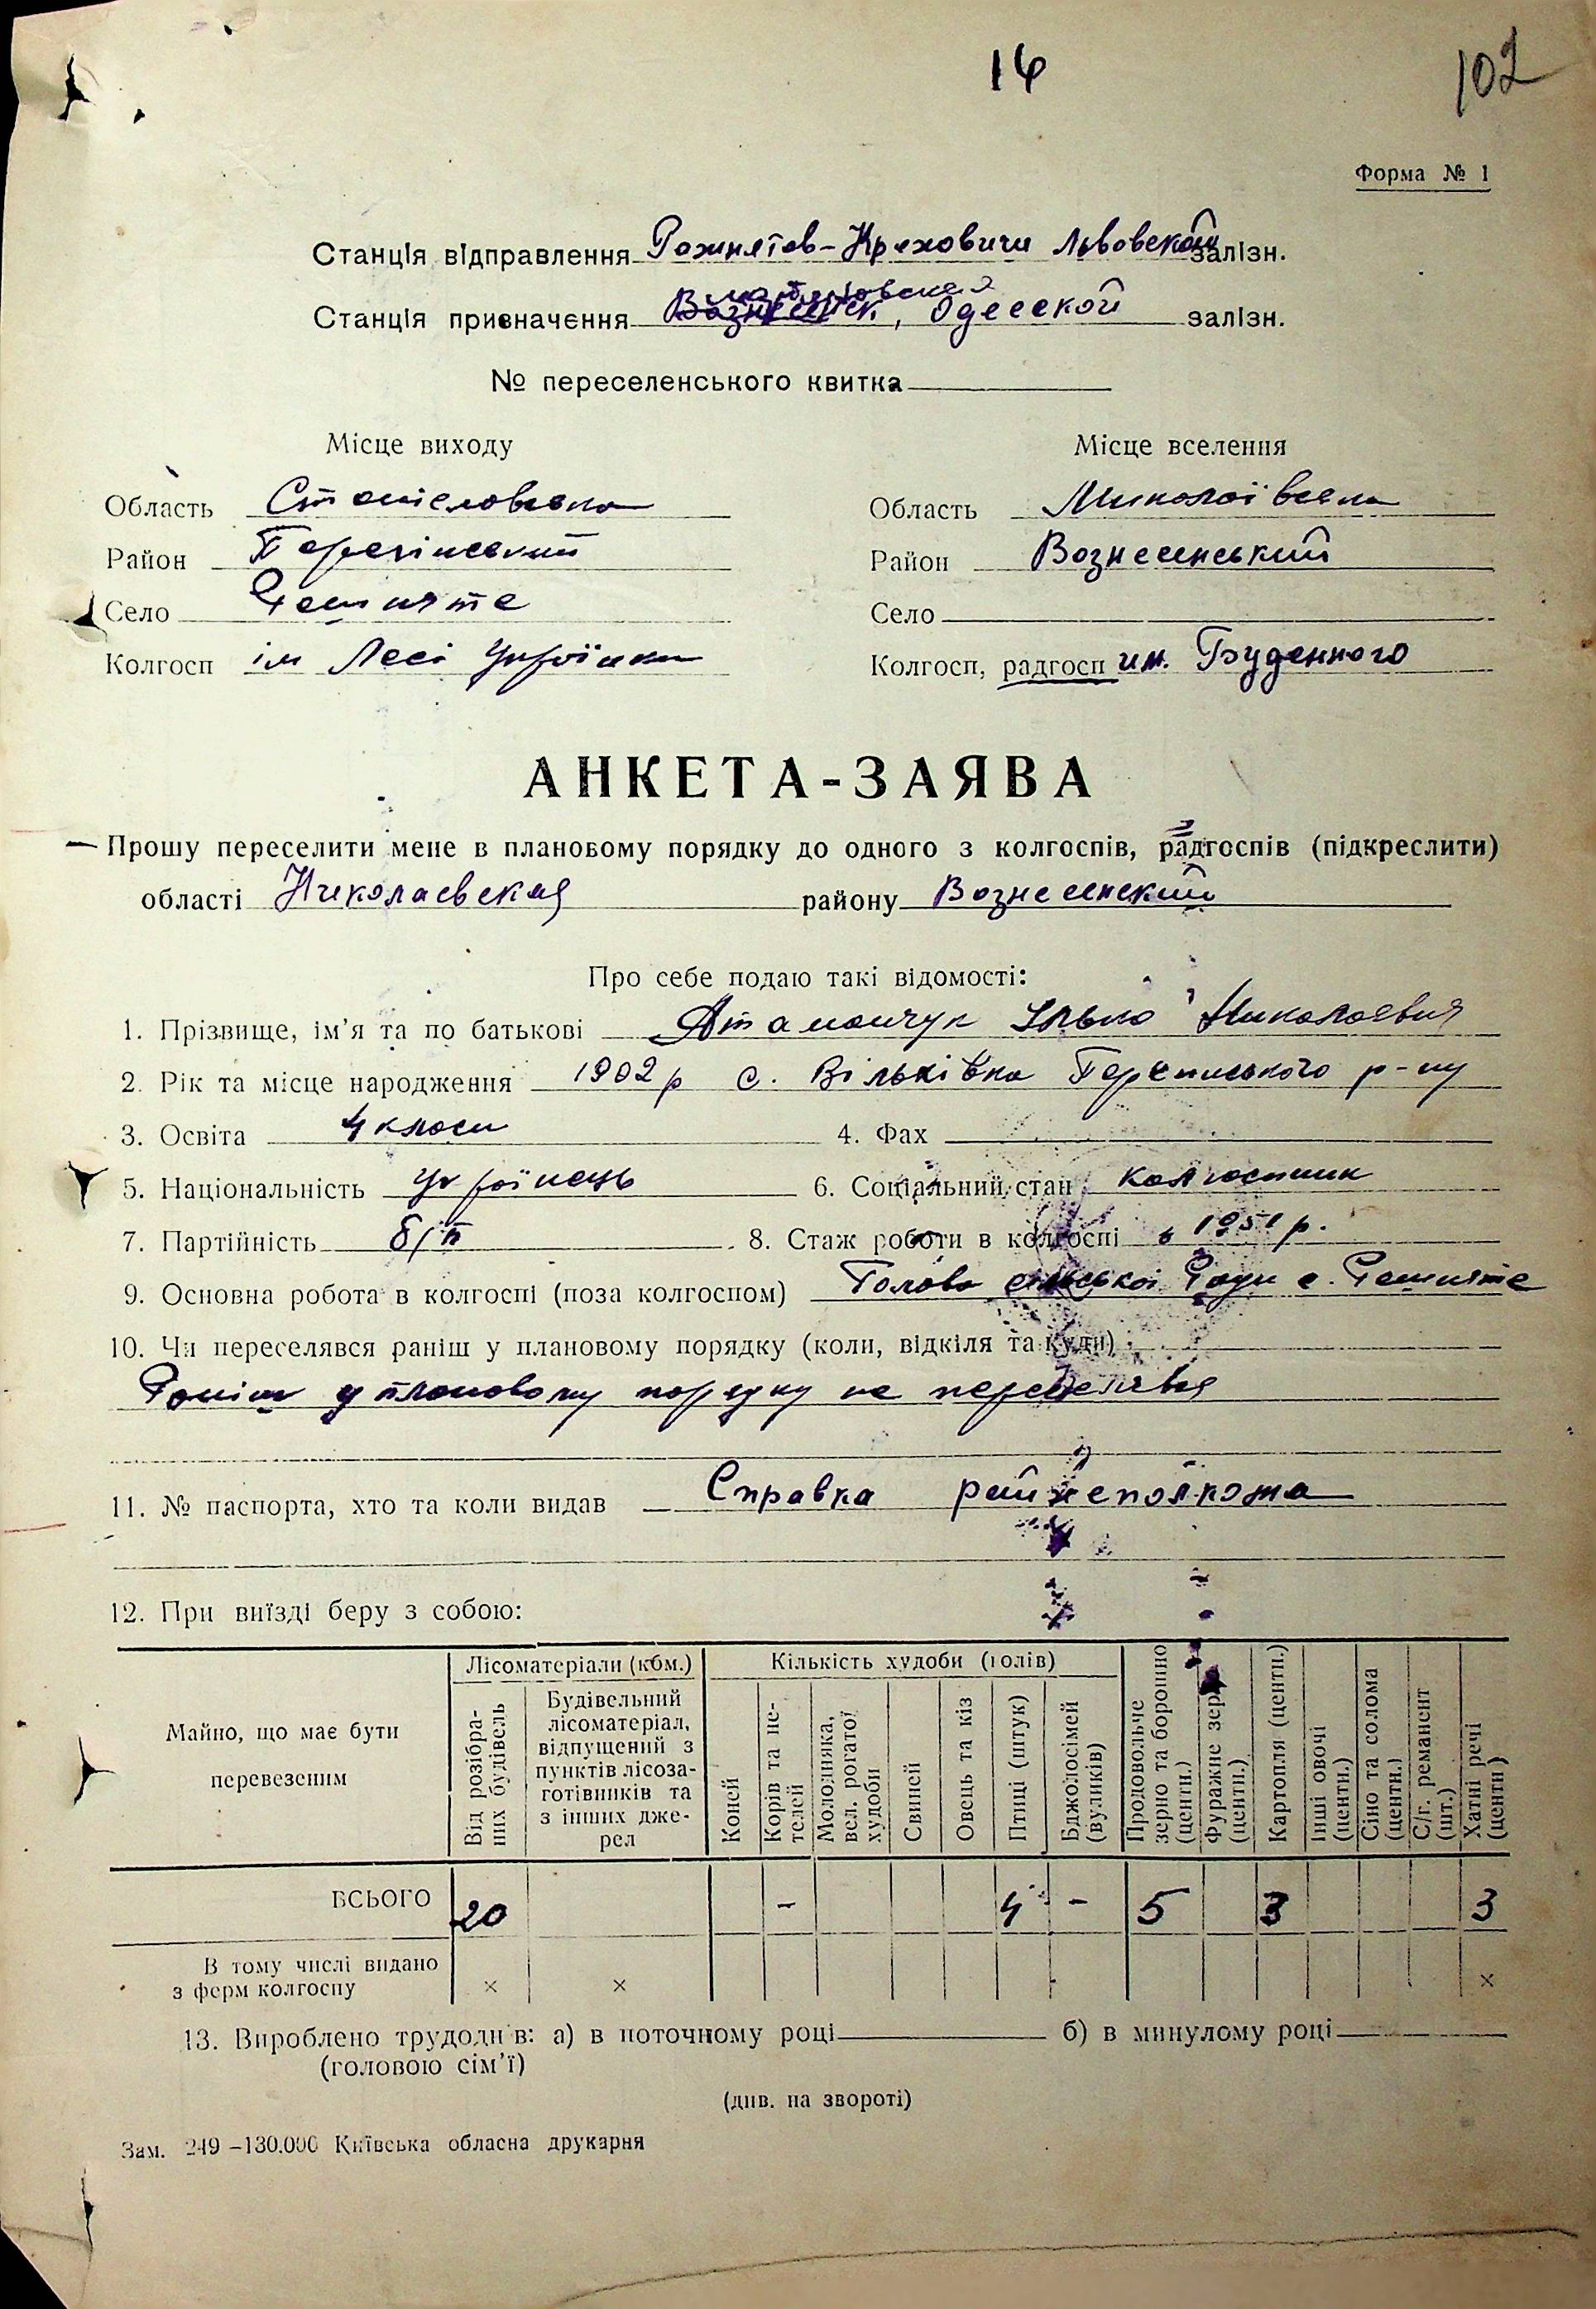 16
102
Форма № 1
Станція відправлення Рожнятов-Креховичи Львовской залізн.
Станція призначення Вознесенск, Одесской залізн.
№ переселенського квитка
Місце виходу
Місце вселення
Область Станіславська
Область Миколаївська
Район Перегінський
Район Вознесенський
Село Решняте
Село
Колгосп ім Лесі Українки
Колгосп, радгосп им. Буденного
АНКЕТА-ЗАЯВА
Прошу переселити мене в плановому порядку до одного з колгоспів, радгоспів (підкреслити)
області Николаевская району Вознесенский
Про себе подаю такі відомості:
1. Прізвище, ім'я та по батькові Атаманчук Ілько Николаевич
2. Рік та місце народження 1902 р с. Вільхівка Перегінського р-ну
3. Освіта 4 класи 4. Фах
5. Національність українець 6. Соціальний стан колгоспник
7. Партійність б/п 8. Стаж роботи в колгоспі з 1951 р.
9. Основна робота в колгоспі (поза колгоспом) Голова сільської Ради с. Решняте
10. Чи переселявся раніш у плановому порядку (коли, відкіля та куди)
Раніш у плановому порядку не переселявся
11. № паспорта, хто та коли видав Справка райисполкома
12. При виїзді беру з собою:
Майно, що має бути перевезеним
Лісоматеріали (кбм.)
Кількість худоби (голів)
Від розібраних будівель
Будівельний лісоматеріал, відпущений з пунктів лісозаготівників та з інших джерел
Коней
Корів та нетелей
Молодняка, вел. рогатої худоби
Свиней
Овець та кіз
Птиці (штук)
Бджолосімей (вуликів)
Продовольче зерно та борошно (центн.)
Фуражне зерно (центн.)
Картопля (центн.)
Інші овочі (центн.)
Сіно та солома (центн.)
С/г. реманент (шт.)
Хатні речі (центн)
ВСЬОГО 20 - 4 - 5 3 3
В тому числі видано з ферм колгоспу × × ×
13. Вироблено трудоднів: а) в поточному році б) в минулому році
(головою сім'ї)
(див. на звороті)
Зам. 249—130.000 Київська обласна друкарня